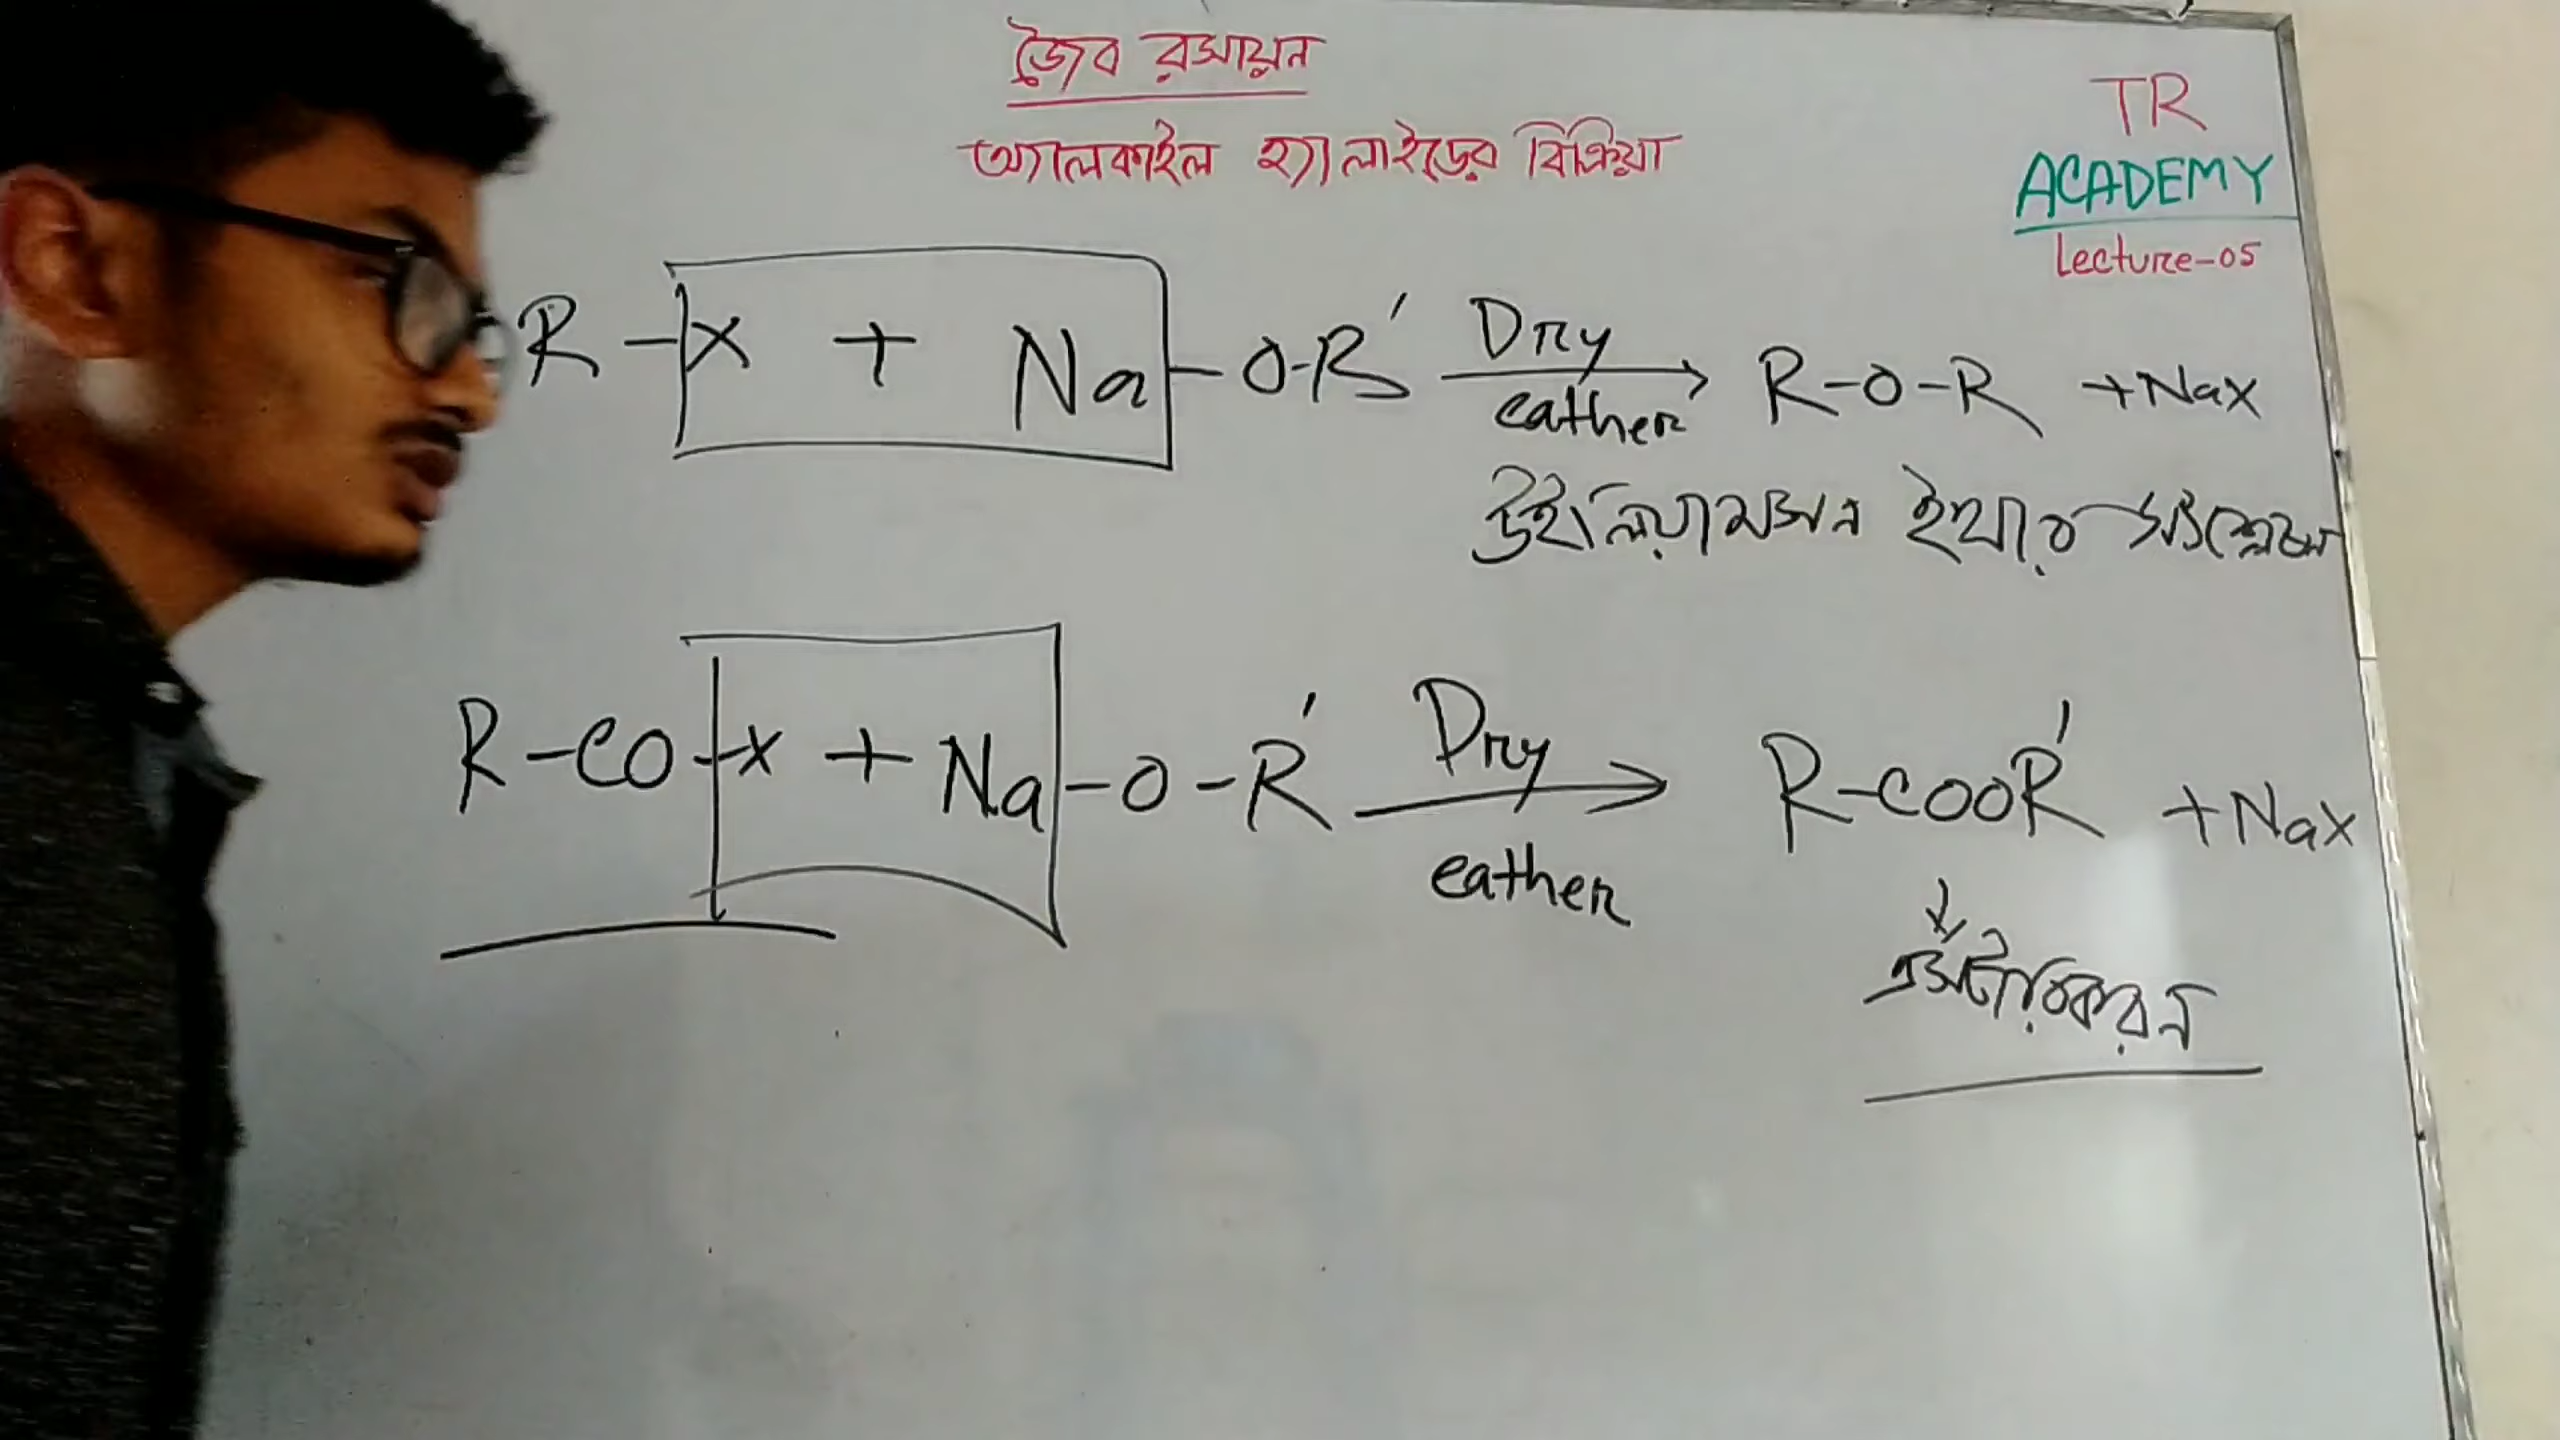 জৈব রসায়ন
অ্যালকাইল হ্যালাইডের বিক্রিয়া
TR
ACADEMY
Lecture-05
R-X + Na-O-R' Dry eather → R-O-R + NaX
উইলিয়ামসন ইথার সংশ্লেষণ
R-CO-X + Na-O-R' Dry eather → R-COOR' + NaX
↓
এস্টারিকরন